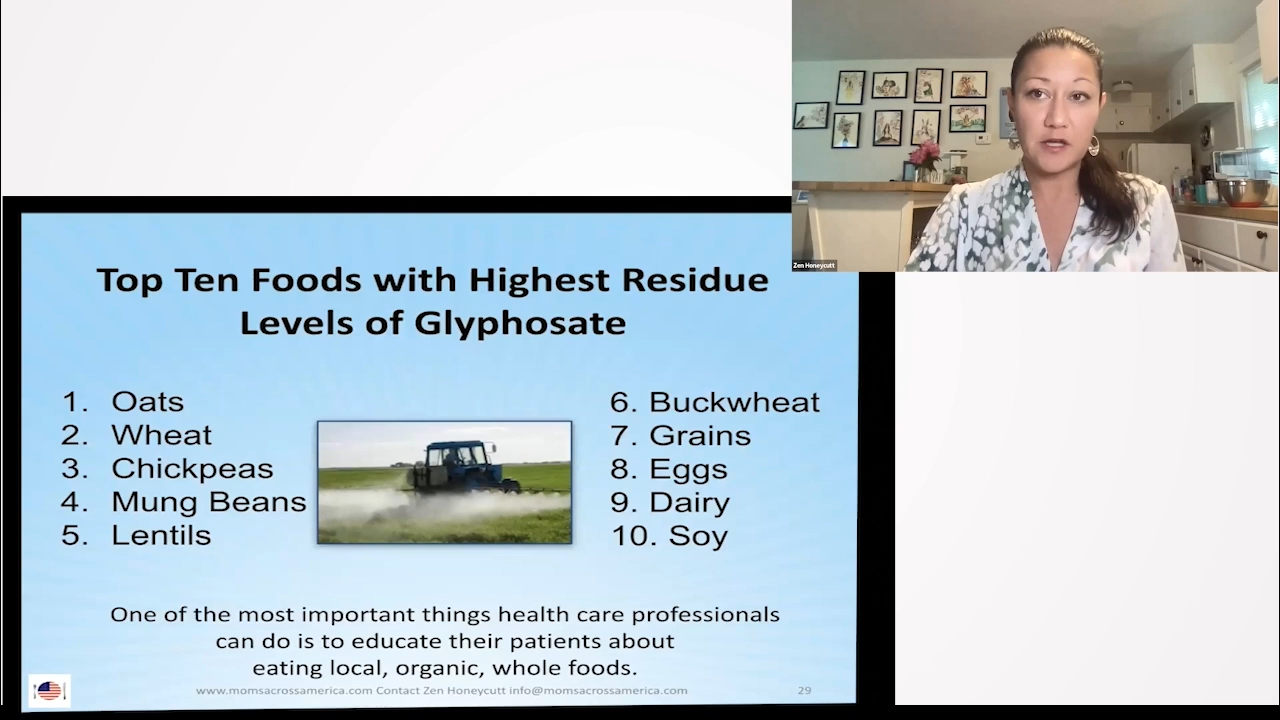 Zen Honeycutt
Top Ten Foods with Highest Residue
Levels of Glyphosate
1. Oats
2. Wheat
3. Chickpeas
4. Mung Beans
5. Lentils
6. Buckwheat
7. Grains
8. Eggs
9. Dairy
10. Soy
One of the most important things health care professionals
can do is to educate their patients about
eating local, organic, whole foods.
www.momsacrossamerica.com Contact Zen Honeycutt info@momsacrossamerica.com 29